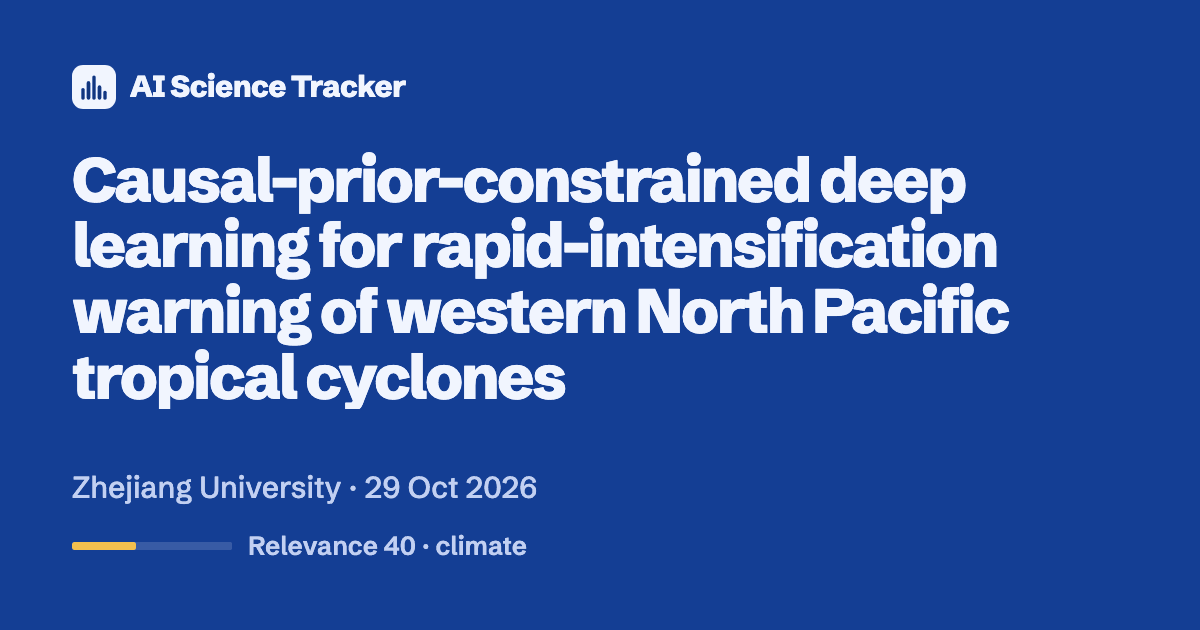 AI Science Tracker
Causal-prior-constrained deep
learning for rapid-intensification
warning of western North Pacific
tropical cyclones
Zhejiang University · 29 Oct 2026
Relevance 40 · climate